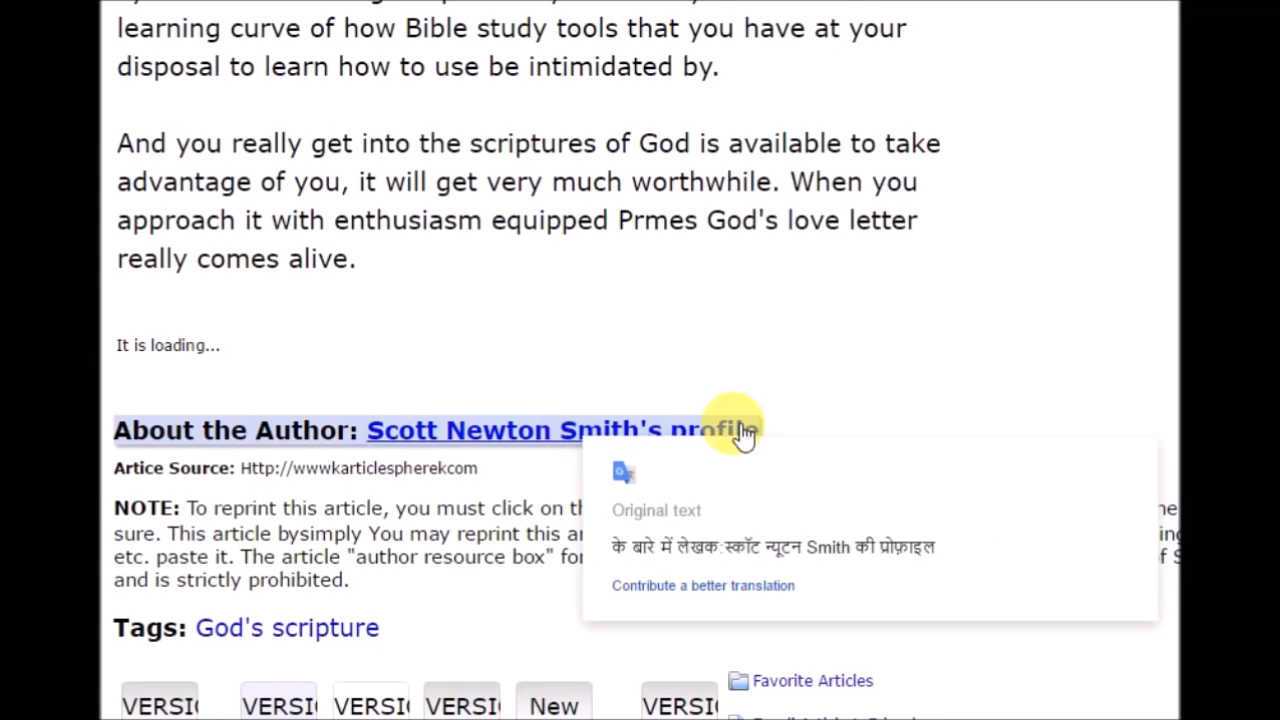 learning curve of how Bible study tools that you have at your
disposal to learn how to use be intimidated by.
And you really get into the scriptures of God is available to take
advantage of you, it will get very much worthwhile. When you
approach it with enthusiasm equipped Prmes God's love letter
really comes alive.
It is loading...
About the Author: Scott Newton Smith's profile
Artice Source: Http://wwwkarticlespherek.com
NOTE: To reprint this article, you must click on
sure. This article bysimply You may reprint this
etc. paste it. The article "author resource box" for
and is strictly prohibited.
Original text
के बारे में लेखक:स्कॉट न्यूटन Smith की प्रोफ़ाइल
Contribute a better translation
Tags: God's scripture
Favorite Articles
New